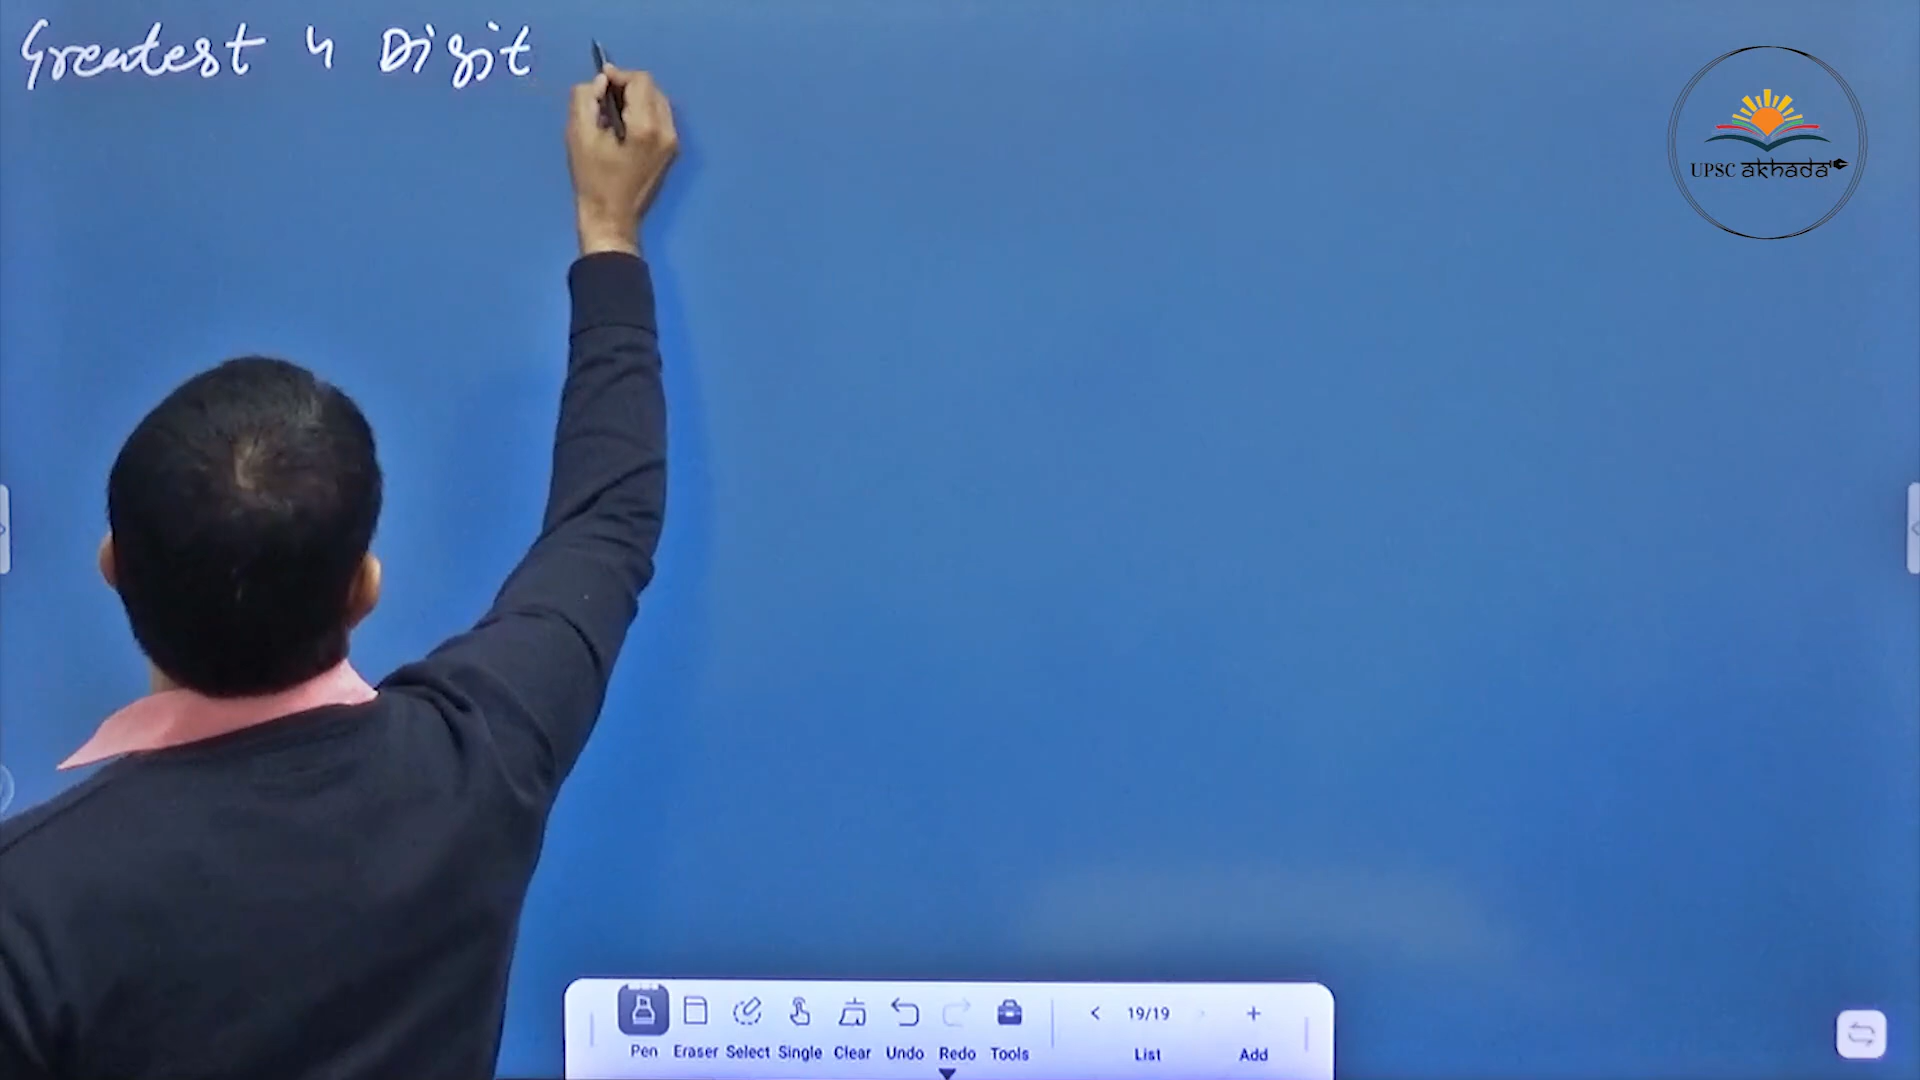 Greatest 4 Digit
UPSC akhada
Pen Eraser Select Single Clear Undo Redo Tools
< 19/19 +
List Add